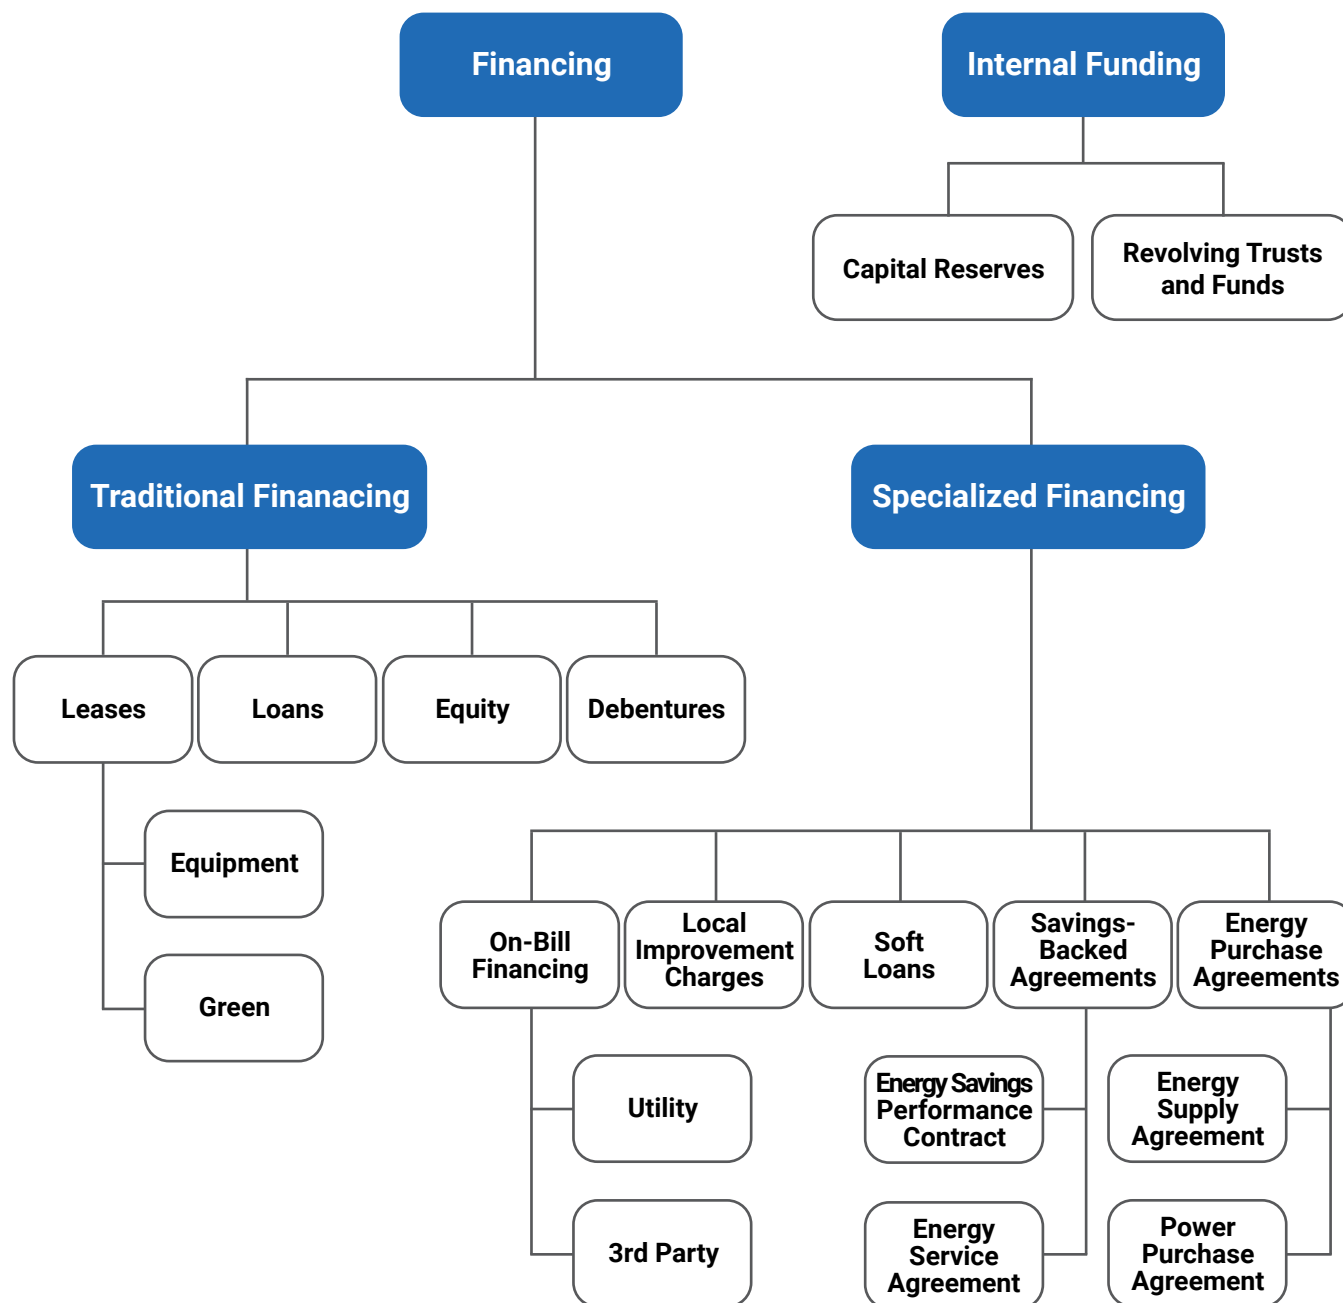 Financing
Internal Funding
Capital Reserves
Revolving Trusts
and Funds
Traditional Finanacing
Specialized Financing
Leases
Loans
Equity
Debentures
Equipment
Green
On-Bill
Financing
Local
Improvement
Charges
Soft
Loans
Savings-
Backed
Agreements
Energy
Purchase
Agreements
Utility
3rd Party
Energy Savings
Performance
Contract
Energy
Service
Agreement
Energy
Supply
Agreement
Power
Purchase
Agreement